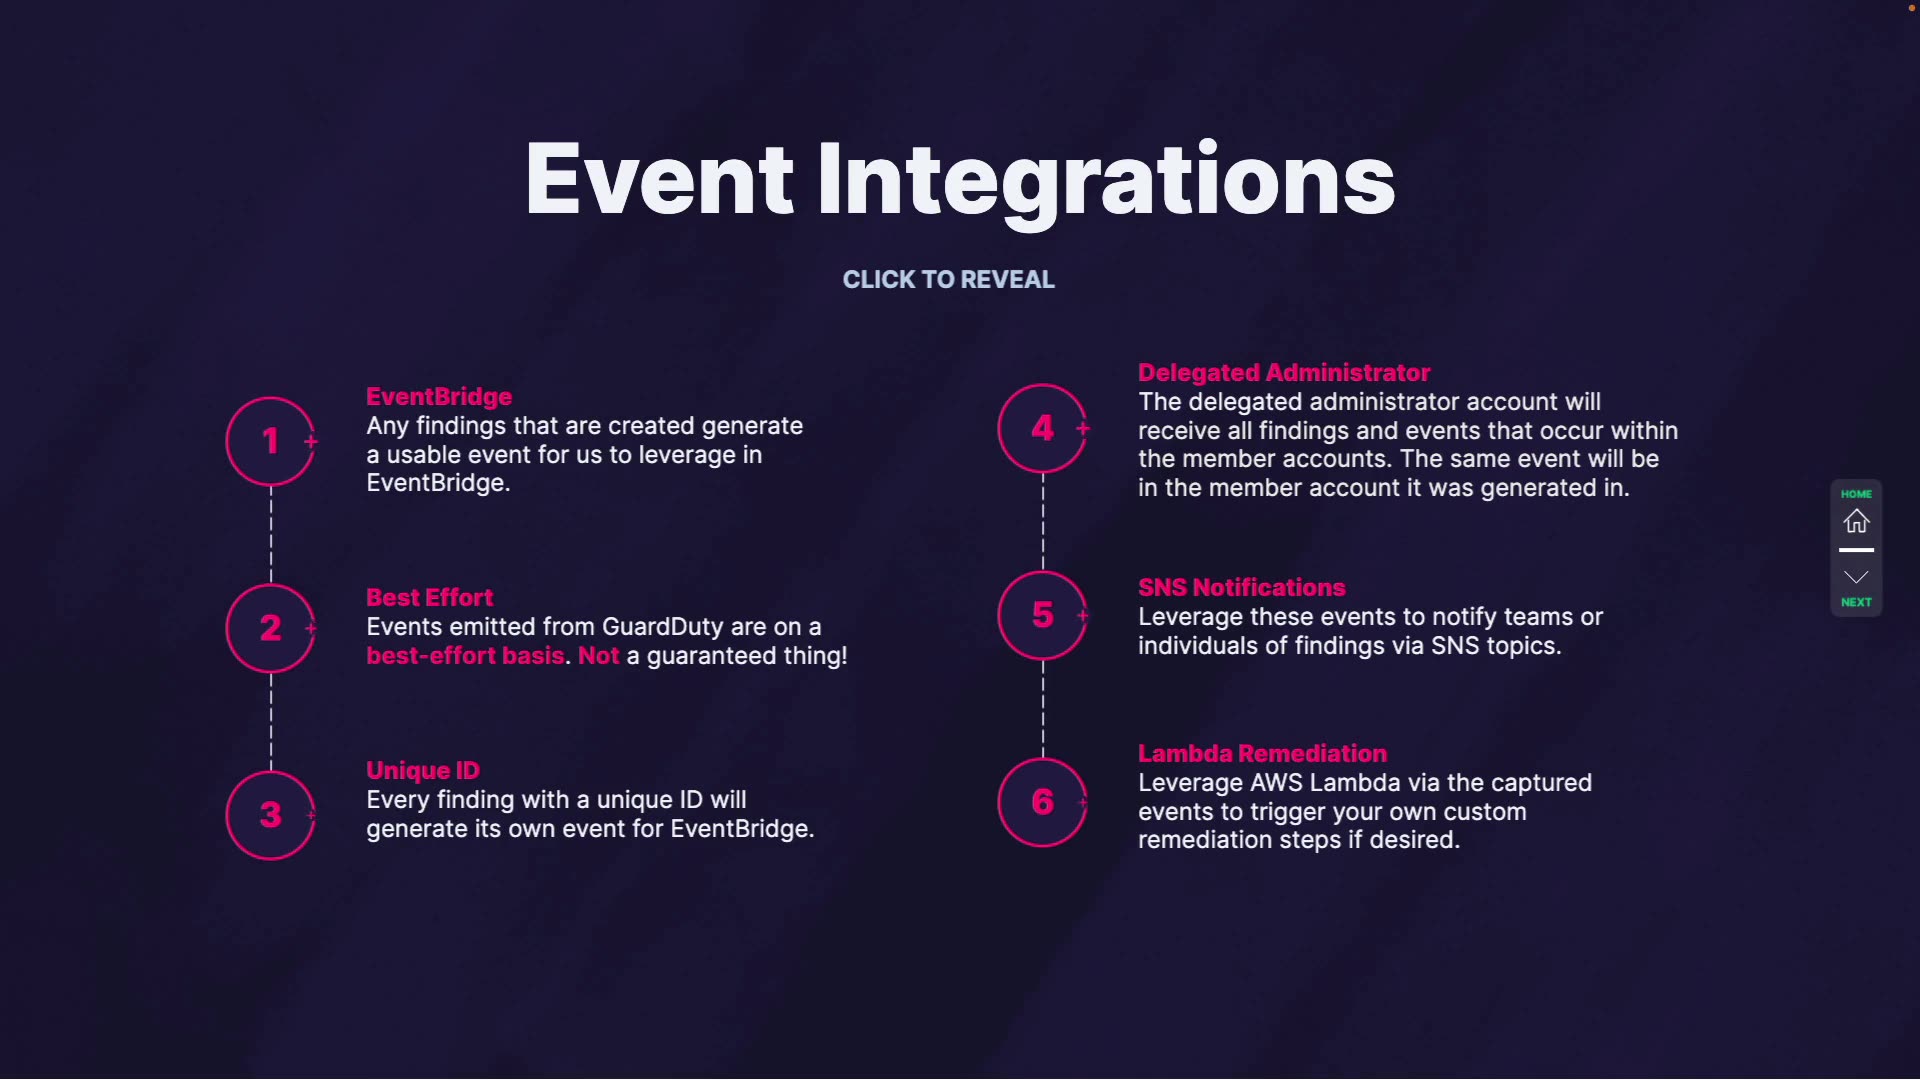 Event Integrations
CLICK TO REVEAL
1
EventBridge
Any findings that are created generate
a usable event for us to leverage in
EventBridge.
2
Best Effort
Events emitted from GuardDuty are on a
best-effort basis. Not a guaranteed thing!
3
Unique ID
Every finding with a unique ID will
generate its own event for EventBridge.
4
Delegated Administrator
The delegated administrator account will
receive all findings and events that occur within
the member accounts. The same event will be
in the member account it was generated in.
5
SNS Notifications
Leverage these events to notify teams or
individuals of findings via SNS topics.
6
Lambda Remediation
Leverage AWS Lambda via the captured
events to trigger your own custom
remediation steps if desired.
HOME
NEXT